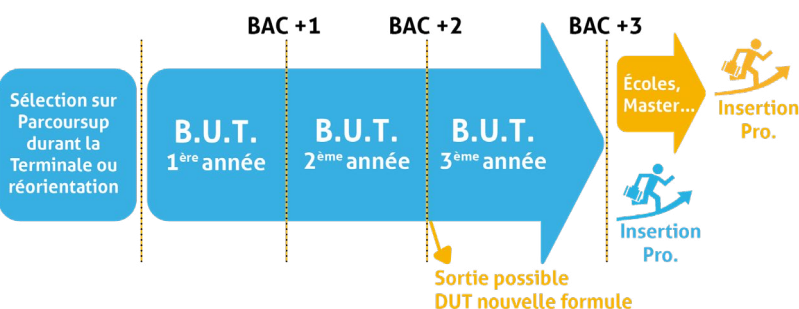 BAC +1
BAC +2
BAC +3
Sélection sur
Parcoursup
durant la
Terminale ou
réorientation
B.U.T.
1ère année
B.U.T.
2ème année
B.U.T.
3ème année
Écoles,
Master...
Insertion
Pro.
Insertion
Pro.
Sortie possible
DUT nouvelle formule